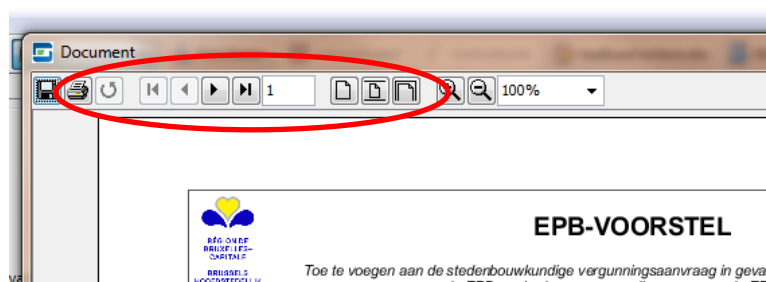 Document
1
100%
RÉGION DE
BRUXELLES-
CAPITALE
BRUSSELS
EPB-VOORSTEL
Toe te voegen aan de stedenbouwkundige vergunningsaanvraag in geva
va